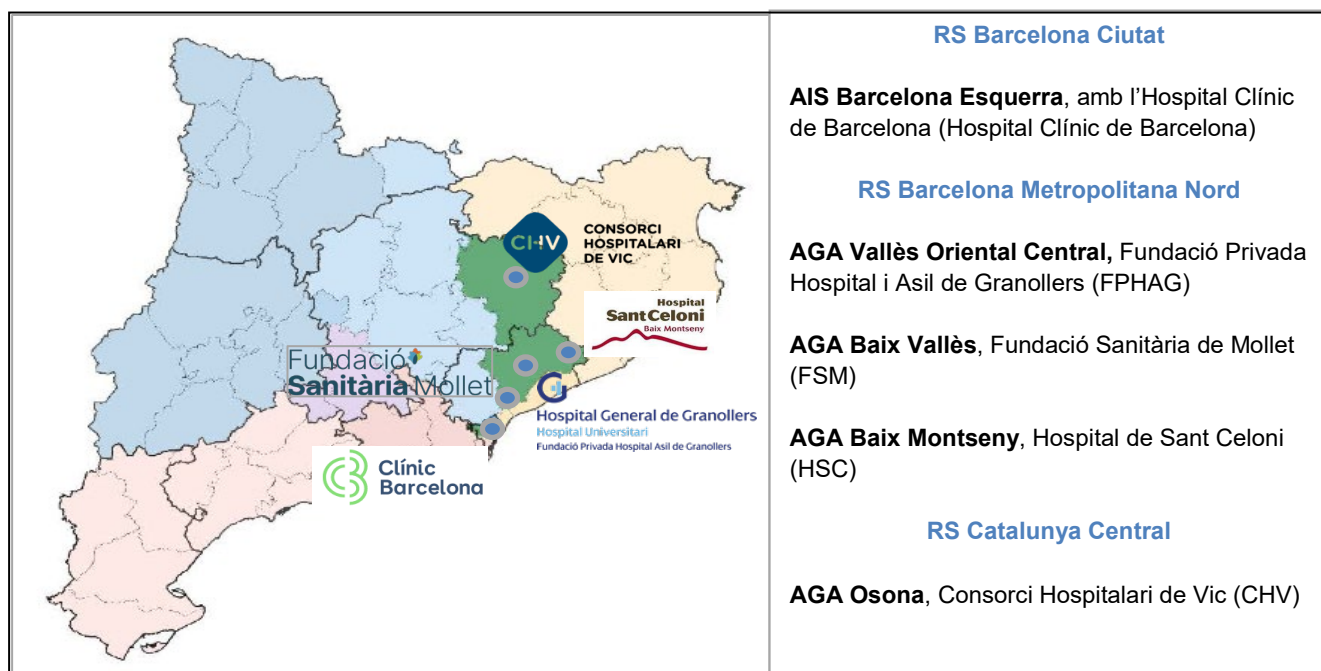 CHV
CONSORCI
HOSPITALARI
DE VIC
Hospital
Sant Celoni
Baix Montseny
Fundació
Sanitària Mollet
Hospital General de Granollers
Hospital Universitari
Fundació Privada Hospital Asil de Granollers
Clínic
Barcelona
RS Barcelona Ciutat
AIS Barcelona Esquerra, amb l'Hospital Clínic
de Barcelona (Hospital Clínic de Barcelona)
RS Barcelona Metropolitana Nord
AGA Vallès Oriental Central, Fundació Privada
Hospital i Asil de Granollers (FPHAG)
AGA Baix Vallès, Fundació Sanitària de Mollet
(FSM)
AGA Baix Montseny, Hospital de Sant Celoni
(HSC)
RS Catalunya Central
AGA Osona, Consorci Hospitalari de Vic (CHV)